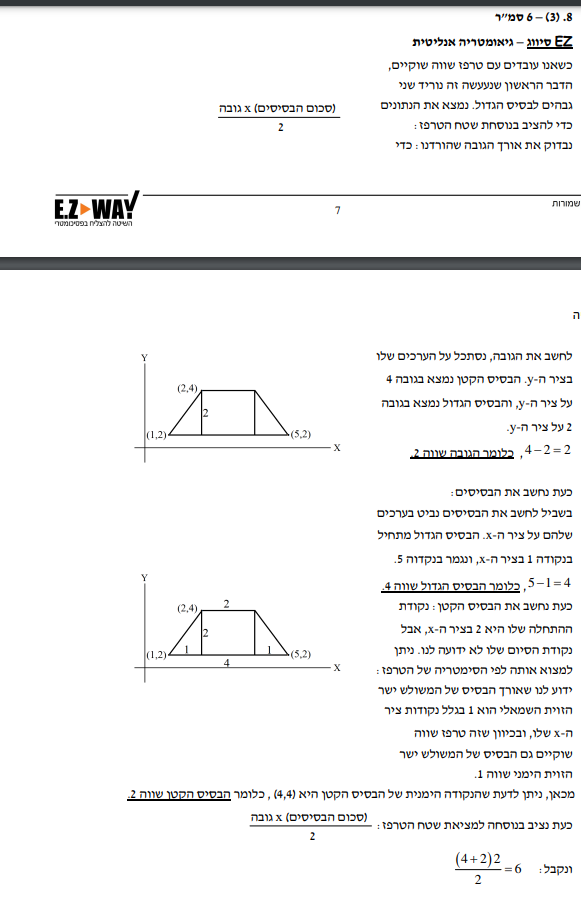 8. (3) – 6 סמ״ר
EZ סיווג – גיאומטריה אנליטית
כשאנו עובדים עם טרפז שווה שוקיים,
הדבר הראשון שנעשה זה נוריד שני
גבהים לבסיס הגדול. נמצא את הנתונים
כדי להציב בנוסחת שטח הטרפז :
(סכום הבסיסים) x גובה
2
נבדוק את אורך הגובה שהורדנו : כדי
שמורות
7
E.Z WAY
השיטה להצליח בפסיכומטרי
ה
לחשב את הגובה, נסתכל על הערכים שלו
בציר ה-y. הבסיס הקטן נמצא בגובה 4
על ציר ה-y, והבסיס הגדול נמצא בגובה
2 על ציר ה-y.
4−2=2, כלומר הגובה שווה 2.
Y
(2,4)
2
(1,2)
(5,2)
X
כעת נחשב את הבסיסים :
בשביל לחשב את הבסיסים נביט בערכים
שלהם על ציר ה-x. הבסיס הגדול מתחיל
בנקודה 1 בציר ה-x, ונגמר בנקדוה 5.
5−1=4, כלומר הבסיס הגדול שווה 4.
כעת נחשב את הבסיס הקטן : נקודת
ההתחלה שלו היא 2 בציר ה-x, אבל
נקודת הסיום שלו לא ידועה לנו. ניתן
למצוא אותה לפי הסימטריה של הטרפז :
ידוע לנו שאורך הבסיס של המשולש ישר
הזוית השמאלי הוא 1 בגלל נקודות ציר
ה-x שלו, ובכיוון שזה טרפז שווה
שוקיים גם הבסיס של המשולש ישר
הזוית הימני שווה 1.
Y
(2,4)
2
2
(1,2)
1
1
(5,2)
4
X
מכאן, ניתן לדעת שהנקודה הימנית של הבסיס הקטן היא (4,4) , כלומר הבסיס הקטן שווה 2.
כעת נציב בנוסחה למציאת שטח הטרפז : (סכום הבסיסים) x גובה
2
ונקבל : (4+2)2 =6
2